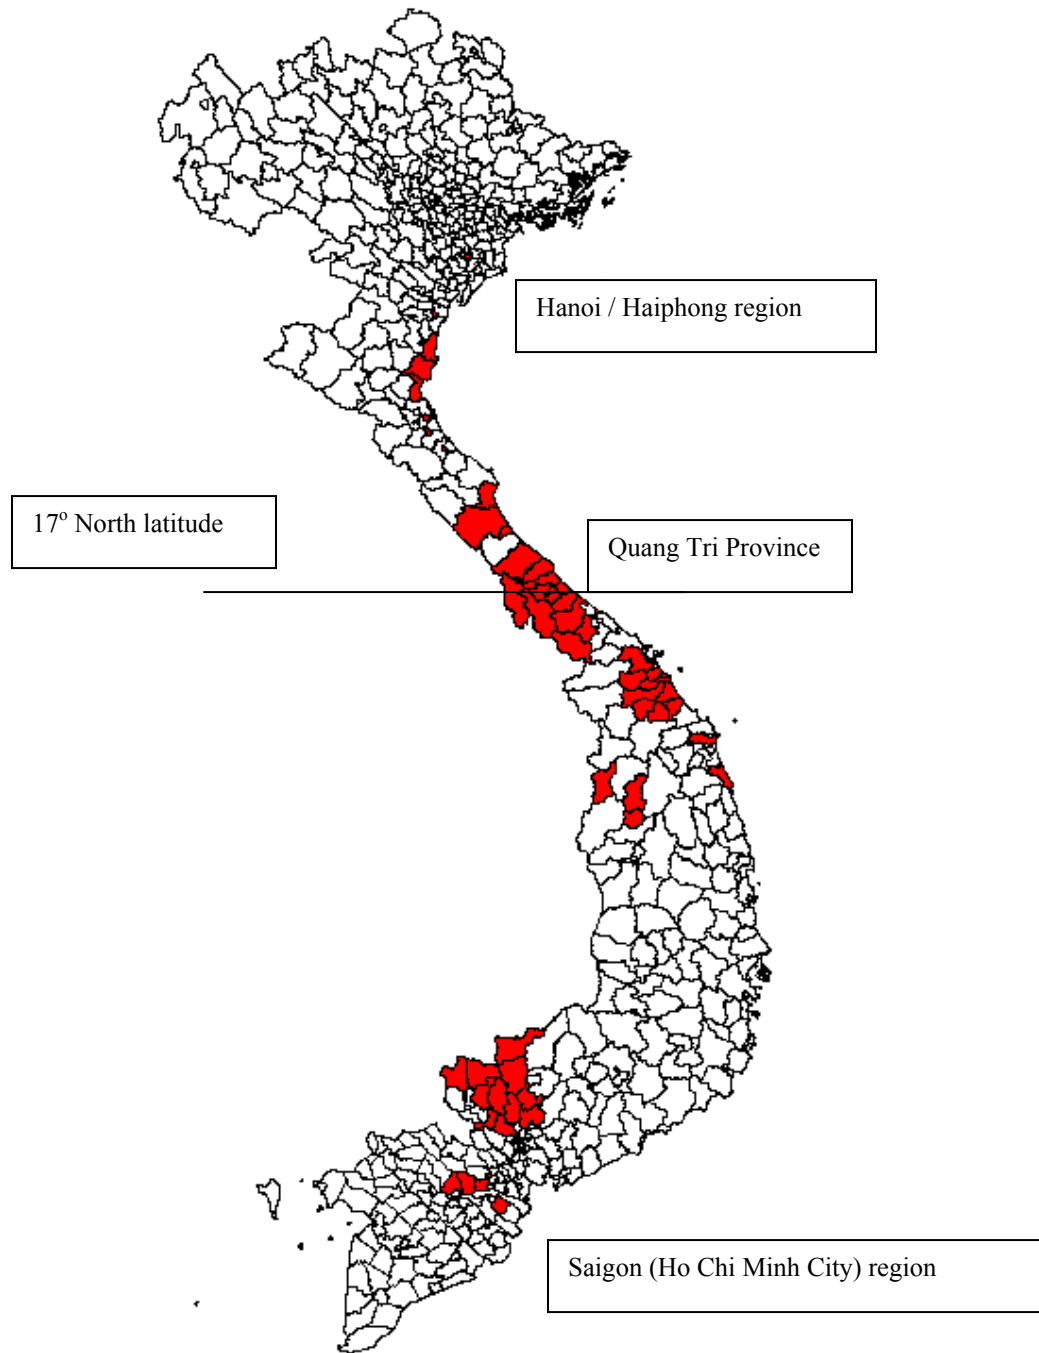 Hanoi / Haiphong region
17º North latitude
Quang Tri Province
Saigon (Ho Chi Minh City) region